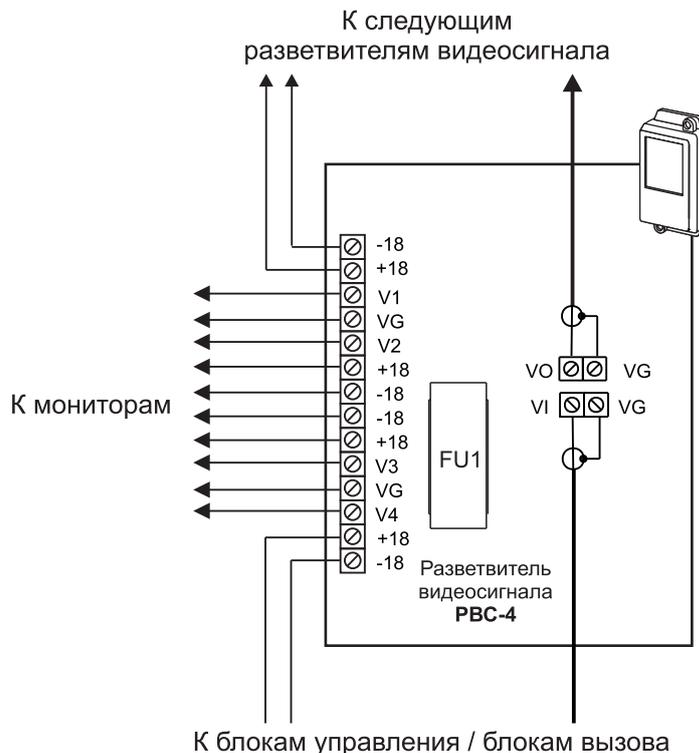 К следующим
разветвителям видеосигнала
-18
+18
V1
VG
V2
+18
-18
-18
+18
V3
VG
V4
+18
-18
К мониторам
FU1
VO VG
VI VG
Разветвитель
видеосигнала
РВС-4
К блокам управления / блокам вызова